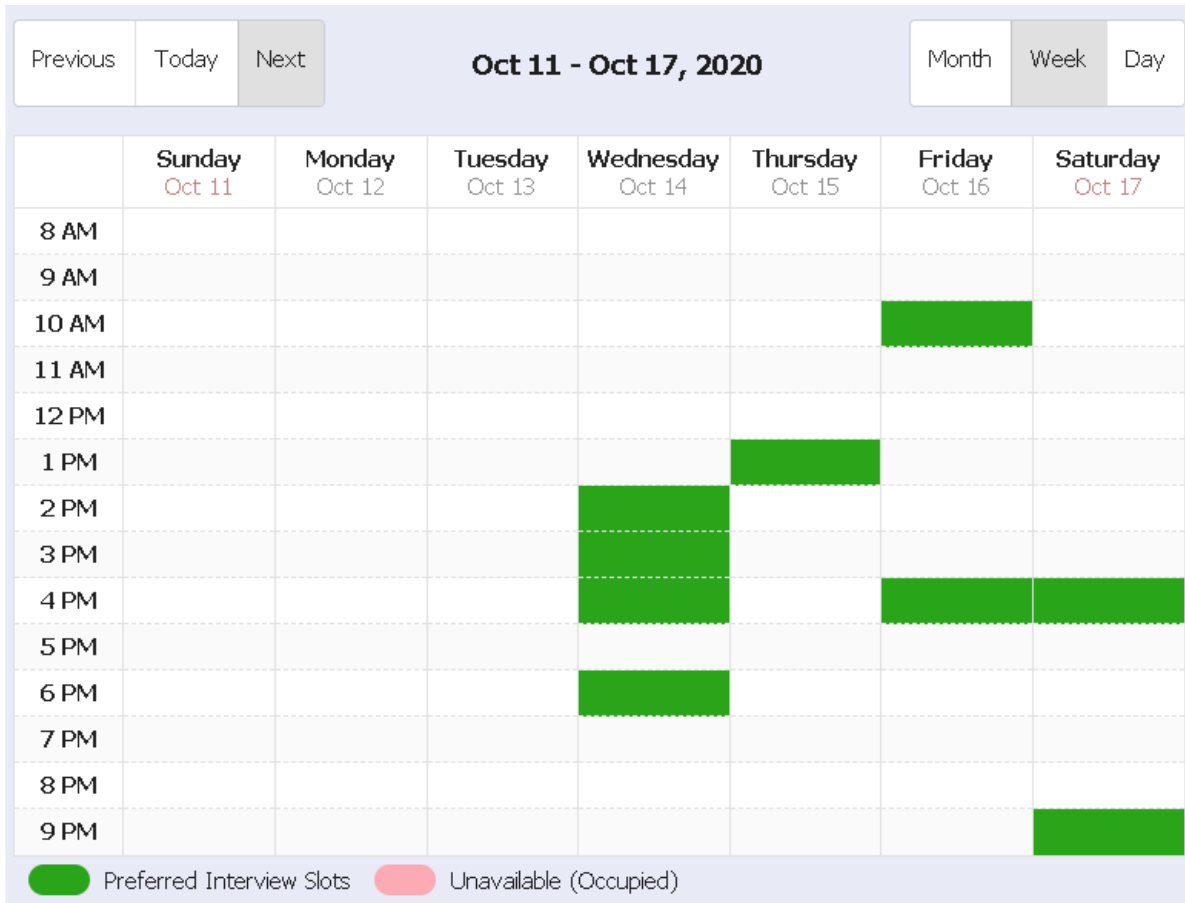 Previous Today Next Oct 11 - Oct 17, 2020 Month Week Day
Sunday Monday Tuesday Wednesday Thursday Friday Saturday
Oct 11 Oct 12 Oct 13 Oct 14 Oct 15 Oct 16 Oct 17
8 AM
9 AM
10 AM
11 AM
12 PM
1 PM
2 PM
3 PM
4 PM
5 PM
6 PM
7 PM
8 PM
9 PM
Preferred Interview Slots Unavailable (Occupied)